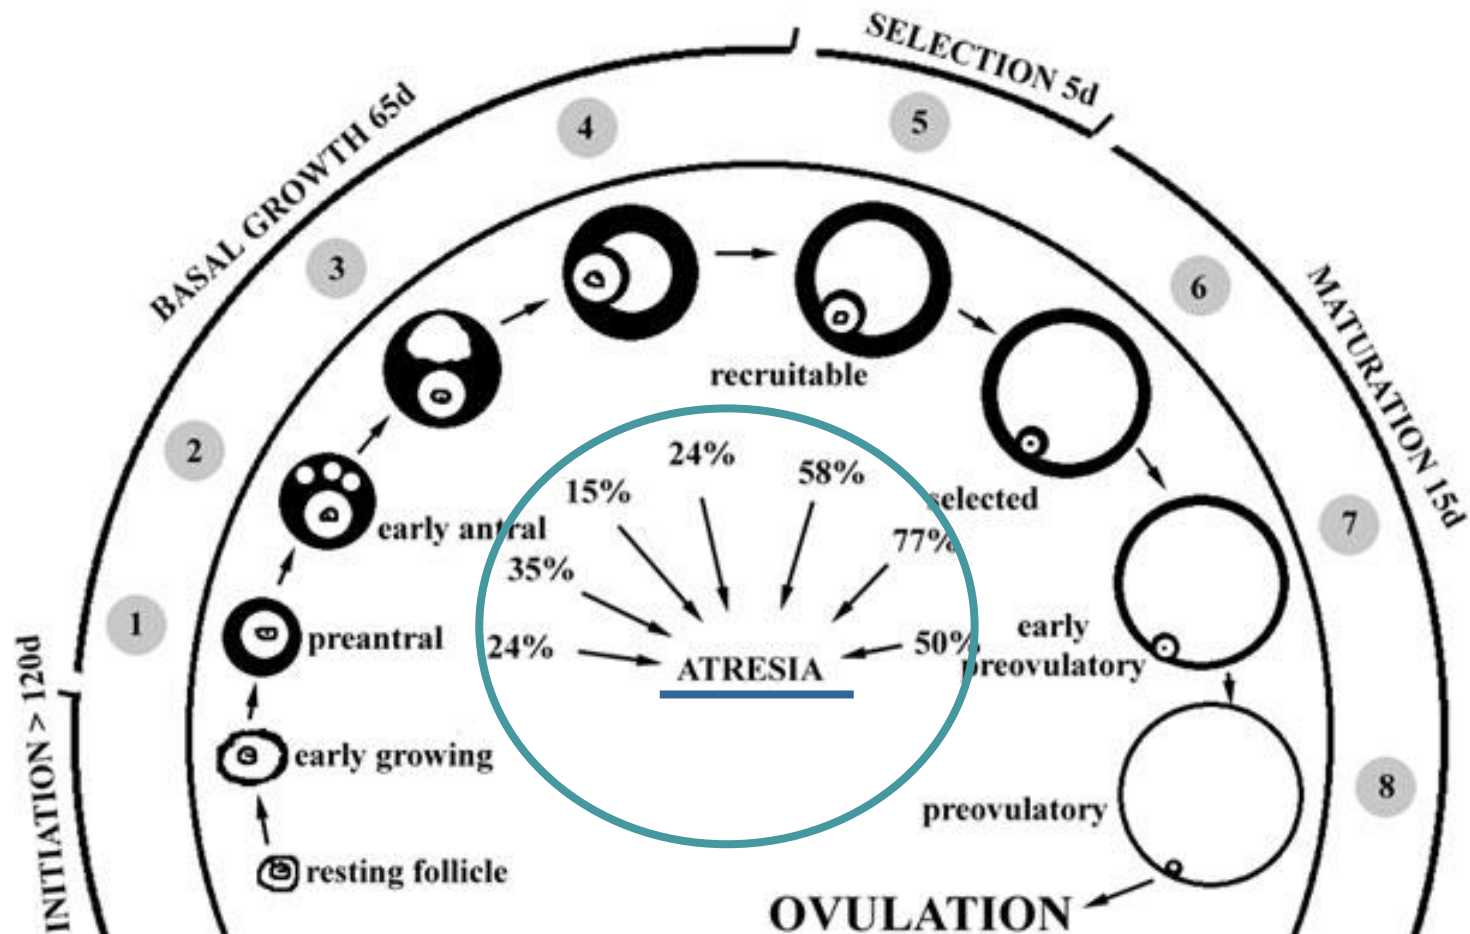 SELECTION 5d
BASAL GROWTH 65d
4
5
3
6
MATURATION 15d
recruitable
2
24%
58%
15%
selected
early antral
77%
7
35%
1
preantral
24%
50%
early
preovulatory
ATRESIA
INITIATION > 120d
early growing
8
preovulatory
resting follicle
OVULATION